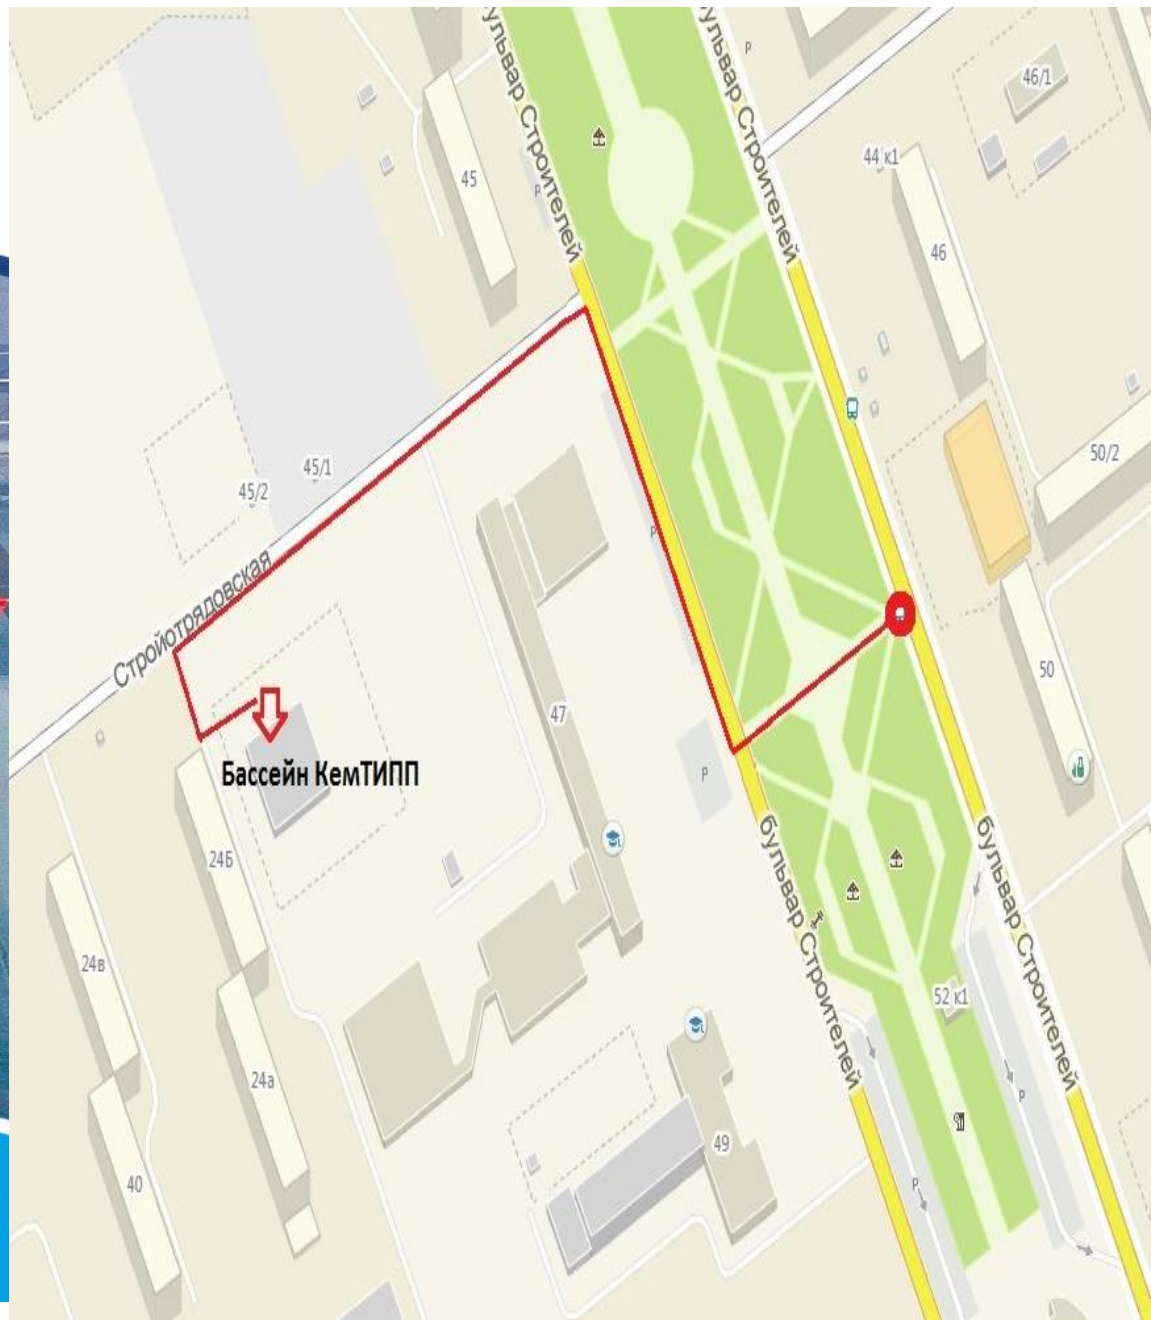 бульвар Строителей
бульвар Строителей
P
46/1
44 к1
45
P
46
50/2
45/1
45/2
P
Стройотрядовская
50
47
P
Бассейн КемТИПП
24Б
бульвар Строителей
бульвар Строителей
24в
52 к1
24а
P
49
40
P